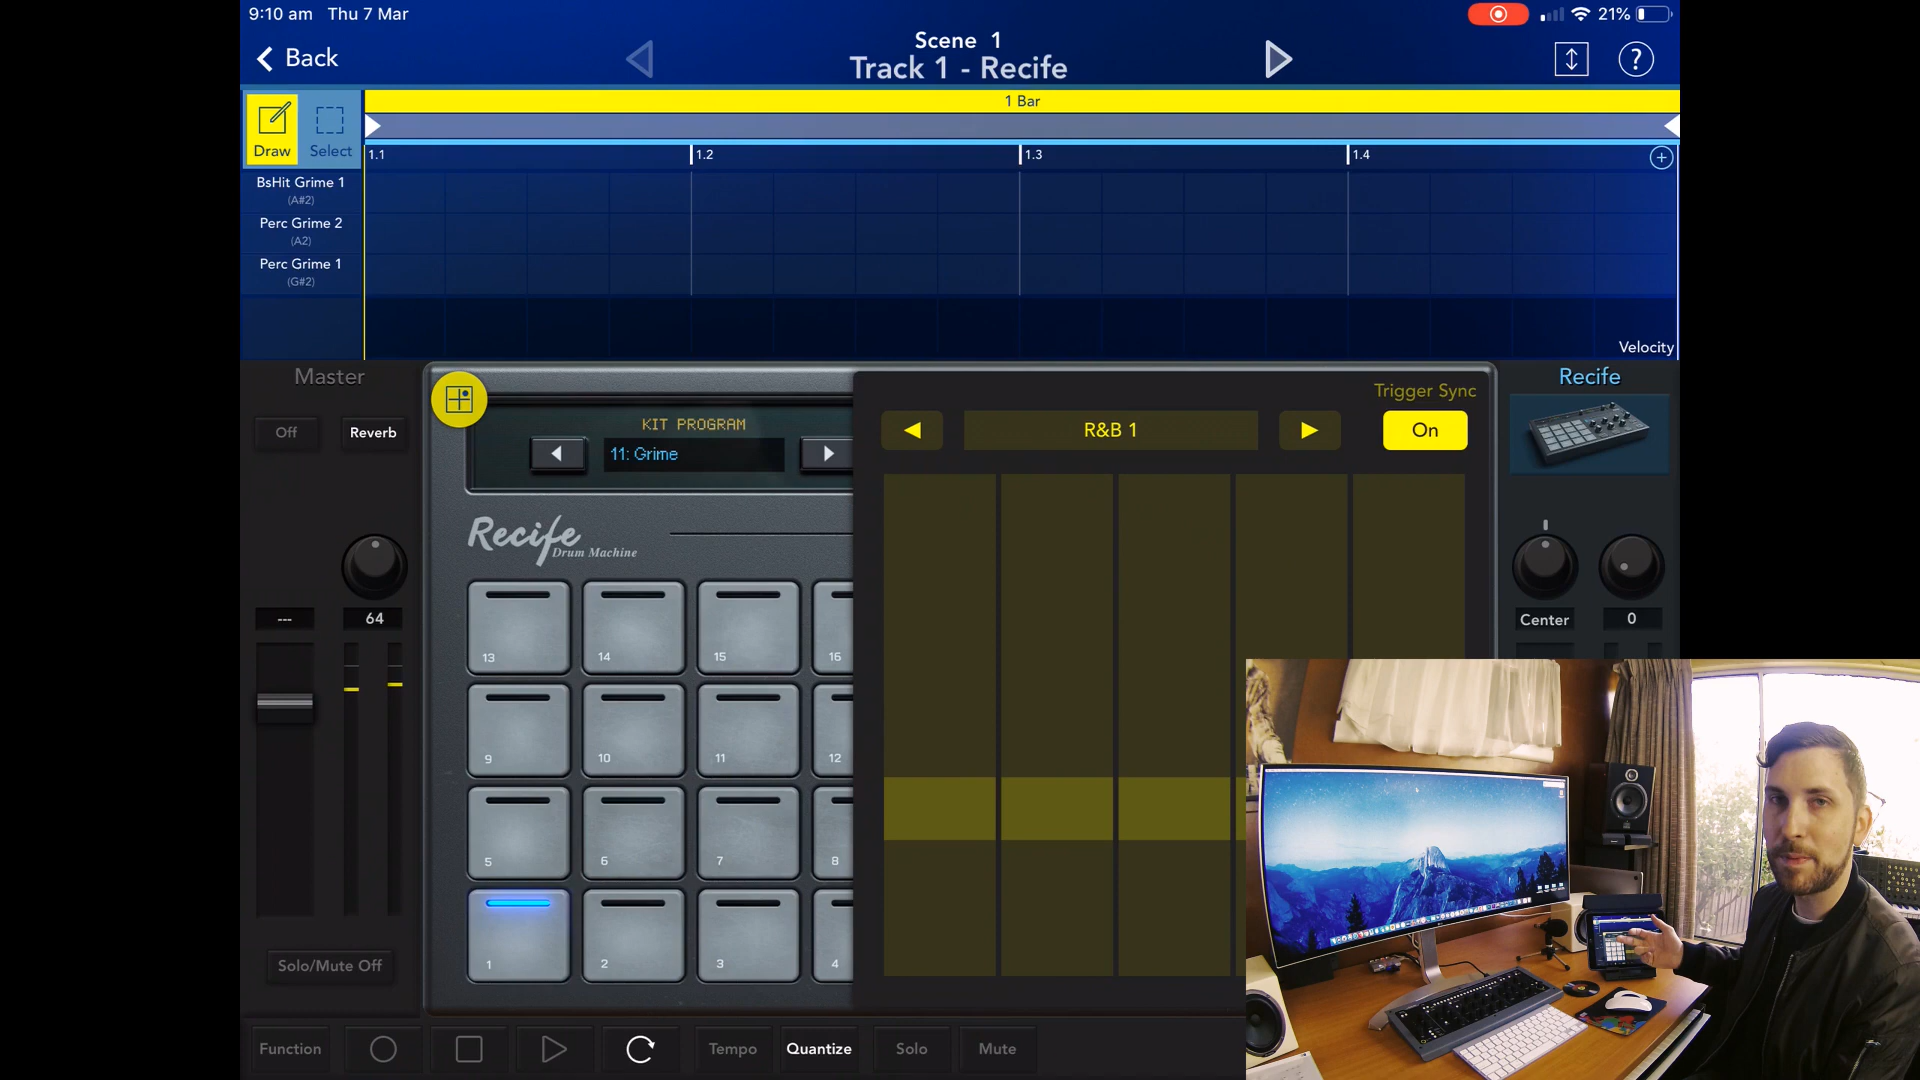 9:10 am Thu 7 Mar
21%
Back
Scene 1
Track 1 - Recife
?
Draw
Select
1 Bar
1.1
1.2
1.3
1.4
BsHit Grime 1
(A#2)
Perc Grime 2
(A2)
Perc Grime 1
(G#2)
Velocity
Master
Off
Reverb
---
64
Solo/Mute Off
KIT PROGRAM
11: Grime
Recife
Drum Machine
13
14
15
16
9
10
11
12
5
6
7
8
1
2
3
4
Trigger Sync
R&B 1
On
Recife
Center
0
Function
Tempo
Quantize
Solo
Mute